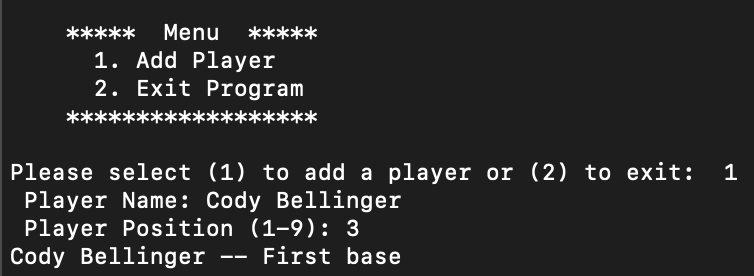 ***** Menu *****
1. Add Player
2. Exit Program
******************
Please select (1) to add a player or (2) to exit: 1
Player Name: Cody Bellinger
Player Position (1-9): 3
Cody Bellinger -- First base